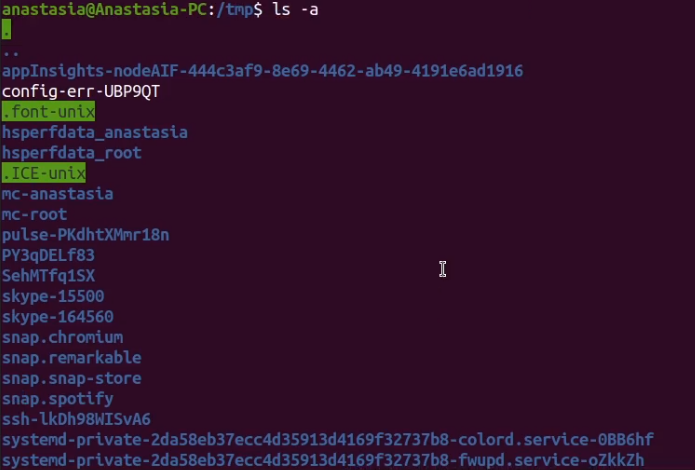 anastasia@Anastasia-PC:/tmp$ ls -a
.
..
appInsights-nodeAIF-444c3af9-8e69-4462-ab49-4191e6ad1916
config-err-UBP9QT
.font-unix
hsperfdata_anastasia
hsperfdata_root
.ICE-unix
mc-anastasia
mc-root
pulse-PKdhtXMmr18n
PY3qDELf83
SehMTfq1SX
skype-15500
skype-164560
snap.chromium
snap.remarkable
snap.snap-store
snap.spotify
ssh-lkDh98WISvA6
systemd-private-2da58eb37ecc4d35913d4169f32737b8-colord.service-0BB6hf
systemd-private-2da58eb37ecc4d35913d4169f32737b8-fwupd.service-oZkkZh